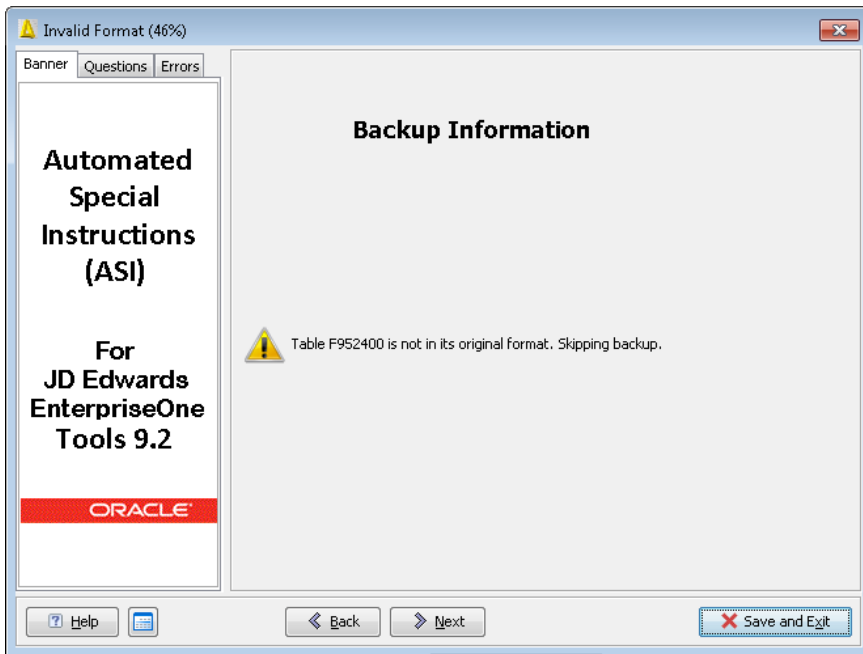 Invalid Format (46%)
Banner Questions Errors
Automated
Special
Instructions
(ASI)
For
JD Edwards
EnterpriseOne
Tools 9.2
ORACLE
Backup Information
Table F952400 is not in its original format. Skipping backup.
Help Back Next Save and Exit